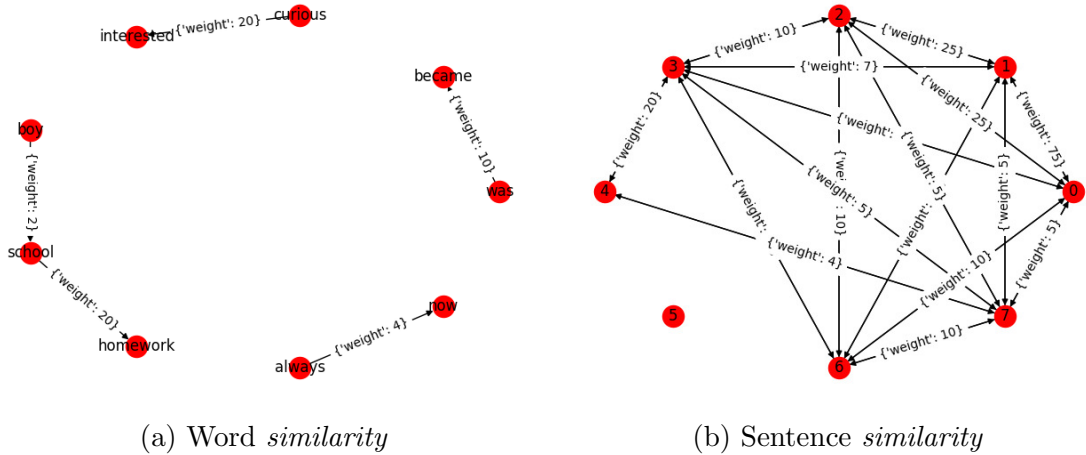 curious
{'weight': 20}
interested
became
{'weight': 10}
was
boy
{'weight': 2}
school
{'weight': 20}
homework
now
{'weight': 4}
always
(a) Word similarity
2
{'weight': 10}
{'weight': 25}
3
{'weight': 7}
1
{'weight': 20}
{'weight': 25}
{'weight': 75}
{'weight':
{'weight': 5}
4
{'weight': 5}
{'weight': 5}
0
{'weight':
{'wei
10}
{'weight':
{'weight': 4}
{'weight': 10}
{'weight': 5}
5
7
{'weight': 10}
6
(b) Sentence similarity